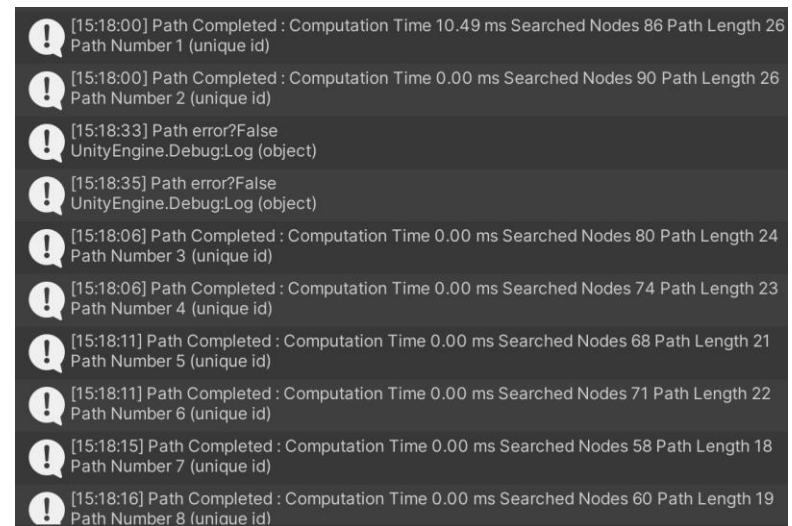 [15:18:00] Path Completed : Computation Time 10.49 ms Searched Nodes 86 Path Length 26
Path Number 1 (unique id)
[15:18:00] Path Completed : Computation Time 0.00 ms Searched Nodes 90 Path Length 26
Path Number 2 (unique id)
[15:18:33] Path error?False
UnityEngine.Debug:Log (object)
[15:18:35] Path error?False
UnityEngine.Debug:Log (object)
[15:18:06] Path Completed : Computation Time 0.00 ms Searched Nodes 80 Path Length 24
Path Number 3 (unique id)
[15:18:06] Path Completed : Computation Time 0.00 ms Searched Nodes 74 Path Length 23
Path Number 4 (unique id)
[15:18:11] Path Completed : Computation Time 0.00 ms Searched Nodes 68 Path Length 21
Path Number 5 (unique id)
[15:18:11] Path Completed : Computation Time 0.00 ms Searched Nodes 71 Path Length 22
Path Number 6 (unique id)
[15:18:15] Path Completed : Computation Time 0.00 ms Searched Nodes 58 Path Length 18
Path Number 7 (unique id)
[15:18:16] Path Completed : Computation Time 0.00 ms Searched Nodes 60 Path Length 19
Path Number 8 (unique id)